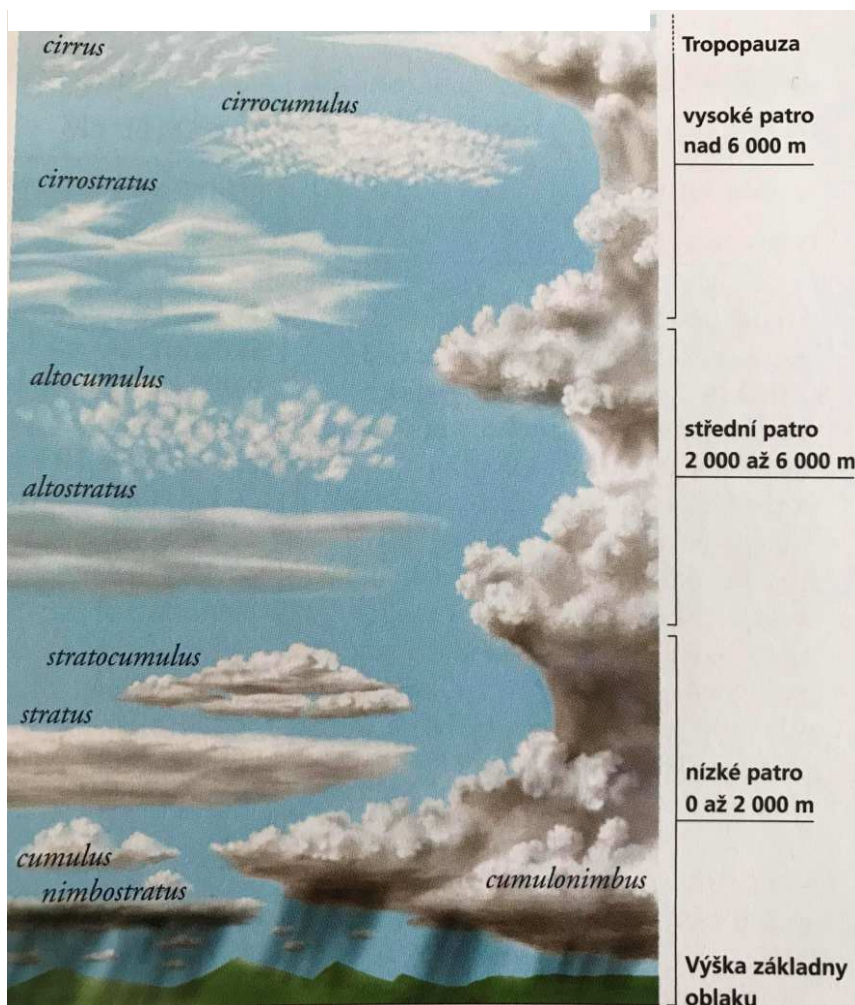 cirrus
cirrocumulus
cirrostratus
altocumulus
altostratus
stratocumulus
stratus
cumulus
nimbostratus
cumulonimbus
Tropopauza
vysoké patro
nad 6 000 m
střední patro
2 000 až 6 000 m
nízké patro
0 až 2 000 m
Výška základny
oblaku